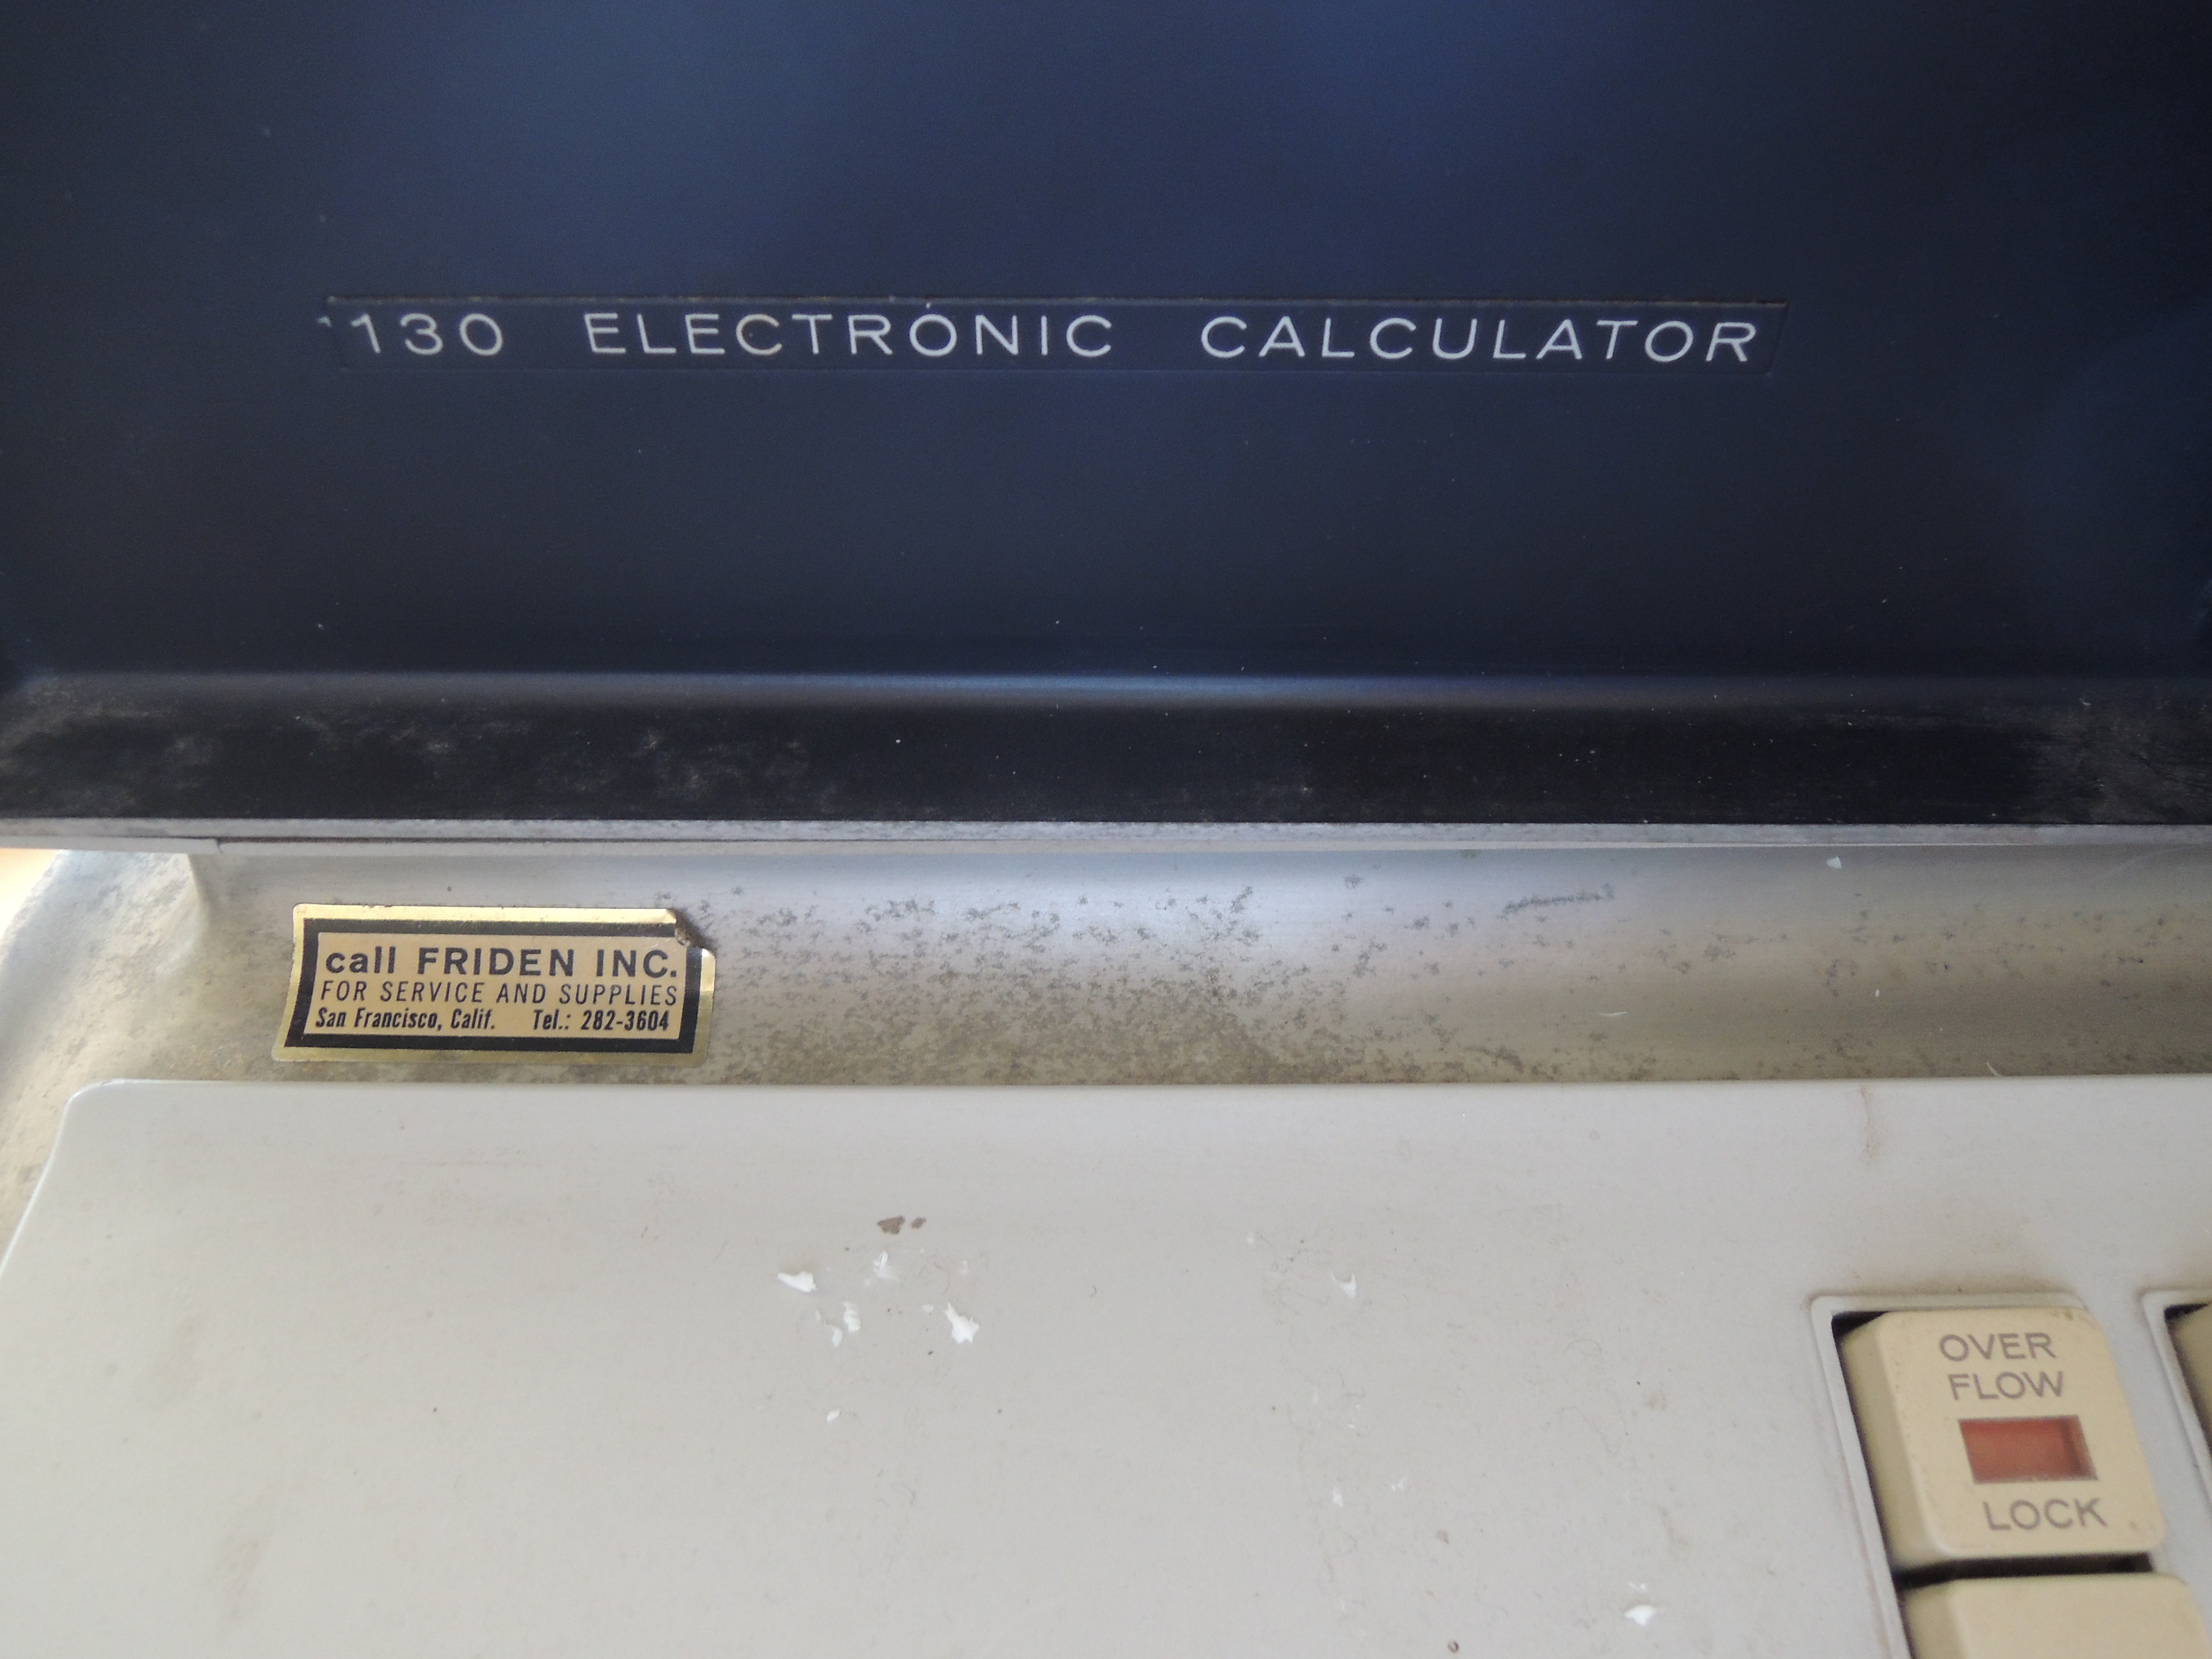 130 ELECTRONIC CALCULATOR
call FRIDEN INC.
FOR SERVICE AND SUPPLIES
San Francisco, Calif. Tel.: 282-3604
OVER
FLOW
LOCK